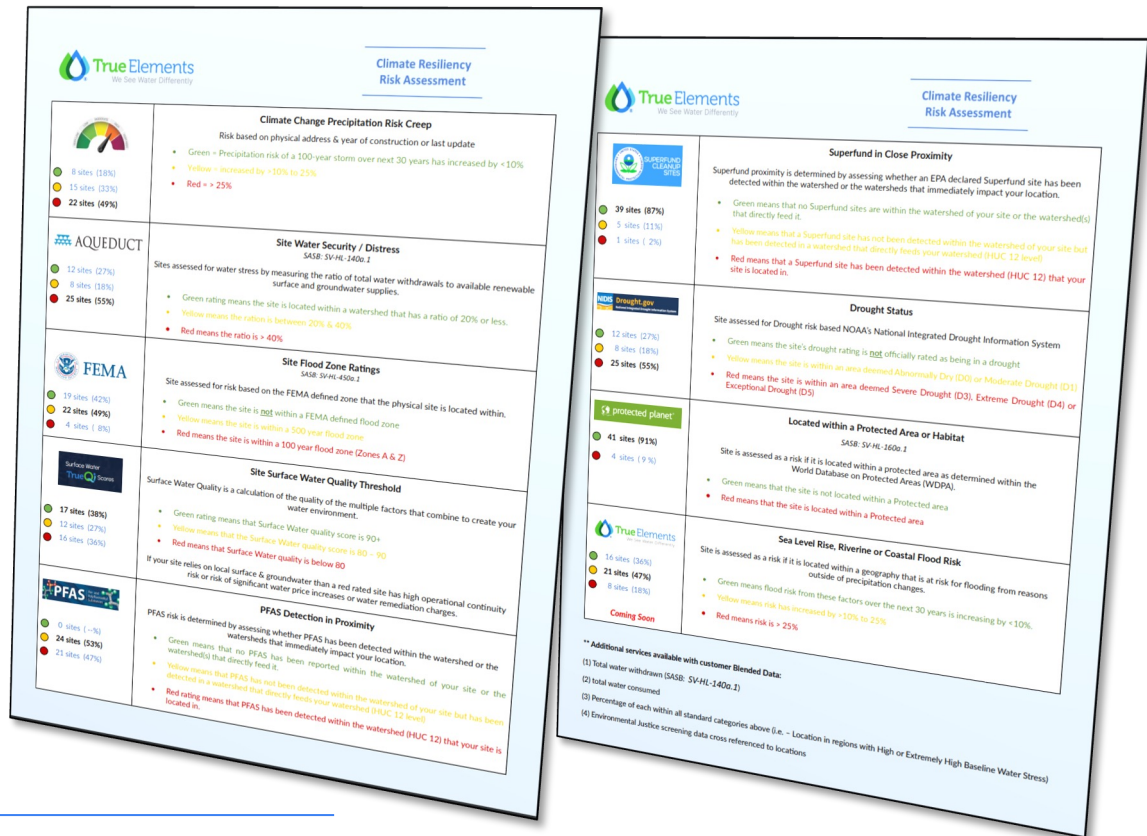 True Elements
We See Water Differently
Climate Resiliency
Risk Assessment
Climate Change Precipitation Risk Creep
Risk based on physical address & year of construction or last update
• Green = Precipitation risk of a 100-year storm over next 30 years has increased by <10%
• Yellow = increased by >10% to 25%
• Red = > 25%
8 sites (18%)
15 sites (33%)
22 sites (49%)
AQUEDUCT
12 sites (27%)
8 sites (18%)
25 sites (55%)
Site Water Security / Distress
SASB: SV-HL-140a.1
Sites assessed for water stress by measuring the ratio of total water withdrawals to available renewable
surface and groundwater supplies.
• Green rating means the site is located within a watershed that has a ratio of 20% or less.
• Yellow means the ration is between 20% & 40%
• Red means the ratio is > 40%
FEMA
19 sites (42%)
22 sites (49%)
4 sites ( 8%)
Site Flood Zone Ratings
SASB: SV-HL-450a.1
Site assessed for risk based on the FEMA defined zone that the physical site is located within.
• Green means the site is not within a FEMA defined flood zone
• Yellow means the site is within a 500 year flood zone
• Red means the site is within a 100 year flood zone (Zones A & Z)
Surface Water
TrueQi Scores
17 sites (38%)
12 sites (27%)
16 sites (36%)
Site Surface Water Quality Threshold
Surface Water Quality is a calculation of the quality of the multiple factors that combine to create your
water environment.
• Green rating means that Surface Water quality score is 90+
• Yellow means that the Surface Water quality score is 80 – 90
• Red means that Surface Water quality is below 80
If your site relies on local surface & groundwater than a red rated site has high operational continuity
risk or risk of significant water price increases or water remediation charges.
PFAS
0 sites (--%)
24 sites (53%)
21 sites (47%)
PFAS Detection in Proximity
PFAS risk is determined by assessing whether PFAS has been detected within the watershed or the
watersheds that immediately impact your location.
• Green means that no PFAS has been reported within the watershed of your site or the
watershed(s) that directly feed it.
• Yellow means that PFAS has not been detected within the watershed of your site but has been
detected in a watershed that directly feeds your watershed (HUC 12 level)
• Red rating means that PFAS has been detected within the watershed (HUC 12) that your site is
located in.
True Elements
We See Water Differently
Climate Resiliency
Risk Assessment
SUPERFUND
CLEANUP
SITES
39 sites (87%)
5 sites (11%)
1 sites ( 2%)
Superfund in Close Proximity
Superfund proximity is determined by assessing whether an EPA declared Superfund site has been
detected within the watershed or the watersheds that immediately impact your location.
• Green means that no Superfund sites are within the watershed of your site or the watershed(s)
that directly feed it.
• Yellow means that a Superfund site has not been detected within the watershed of your site but
has been detected in a watershed that directly feeds your watershed (HUC 12 level)
• Red means that a Superfund site has been detected within the watershed (HUC 12) that your
site is located in.
NIDIS Drought.gov
12 sites (27%)
8 sites (18%)
25 sites (55%)
Drought Status
Site assessed for Drought risk based NOAA's National Integrated Drought Information System
• Green means the site's drought rating is not officially rated as being in a drought
• Yellow means the site is within an area deemed Abnormally Dry (D0) or Moderate Drought (D1)
• Red means the site is within an area deemed Severe Drought (D3), Extreme Drought (D4) or
Exceptional Drought (D5)
protected planet
41 sites (91%)
4 sites ( 9 %)
Located within a Protected Area or Habitat
SASB: SV-HL-160a.1
Site is assessed as a risk if it is located within a protected area as determined within the
World Database on Protected Areas (WDPA).
• Green means that the site is not located within a Protected area
• Red means that the site is located within a Protected area
True Elements
We See Water Differently
16 sites (36%)
21 sites (47%)
8 sites (18%)
Coming Soon
Sea Level Rise, Riverine or Coastal Flood Risk
Site is assessed as a risk if it is located within a geography that is at risk for flooding from reasons
outside of precipitation changes.
• Green means flood risk from these factors over the next 30 years is increasing by <10%.
• Yellow means risk has increased by >10% to 25%
• Red means risk is > 25%
** Additional services available with customer Blended Data:
(1) Total water withdrawn (SASB: SV-HL-140a.1)
(2) total water consumed
(3) Percentage of each within all standard categories above (i.e. – Location in regions with High or Extremely High Baseline Water Stress)
(4) Environmental Justice screening data cross referenced to locations